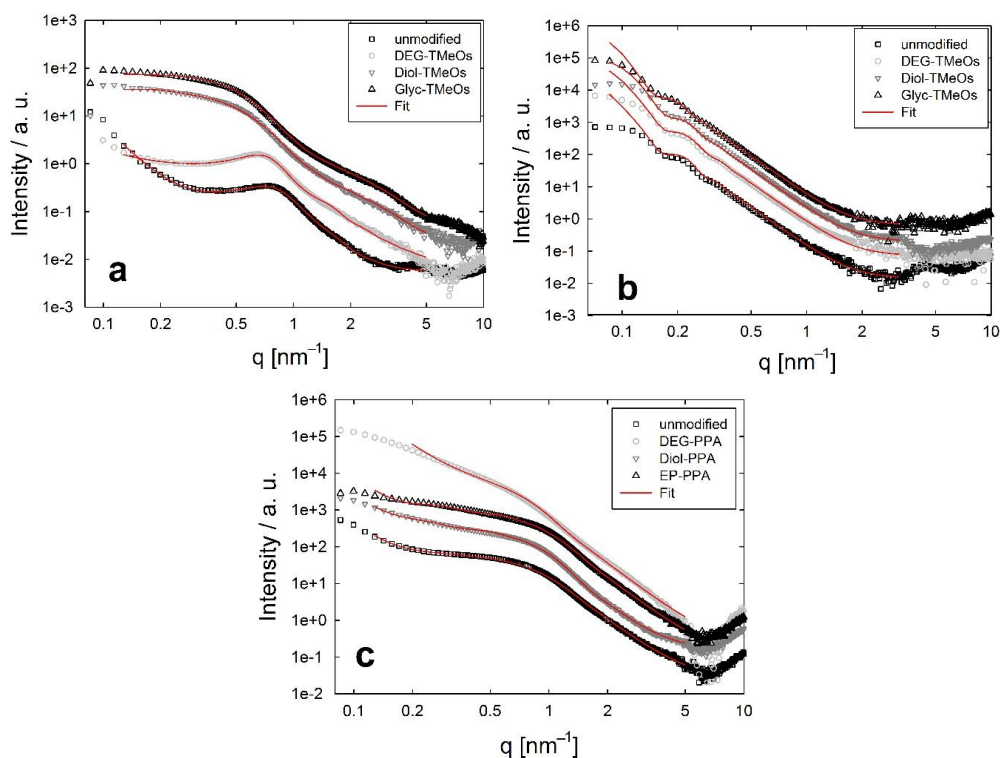 1e+3
1e+2
1e+1
1e+0
1e-1
1e-2
1e-3
Intensity / a. u.
unmodified
DEG-TMeOs
Diol-TMeOs
Glyc-TMeOs
Fit
a
0.1 0.2 0.5 1 2 5 10
q [nm⁻¹]
1e+6
1e+5
1e+4
1e+3
1e+2
1e+1
1e+0
1e-1
1e-2
1e-3
Intensity / a. u.
unmodified
DEG-TMeOs
Diol-TMeOs
Glyc-TMeOs
Fit
b
0.1 0.2 0.5 1 2 5 10
q [nm⁻¹]
1e+6
1e+5
1e+4
1e+3
1e+2
1e+1
1e+0
1e-1
1e-2
Intensity / a. u.
unmodified
DEG-PPA
Diol-PPA
EP-PPA
Fit
c
0.1 0.2 0.5 1 2 5 10
q [nm⁻¹]